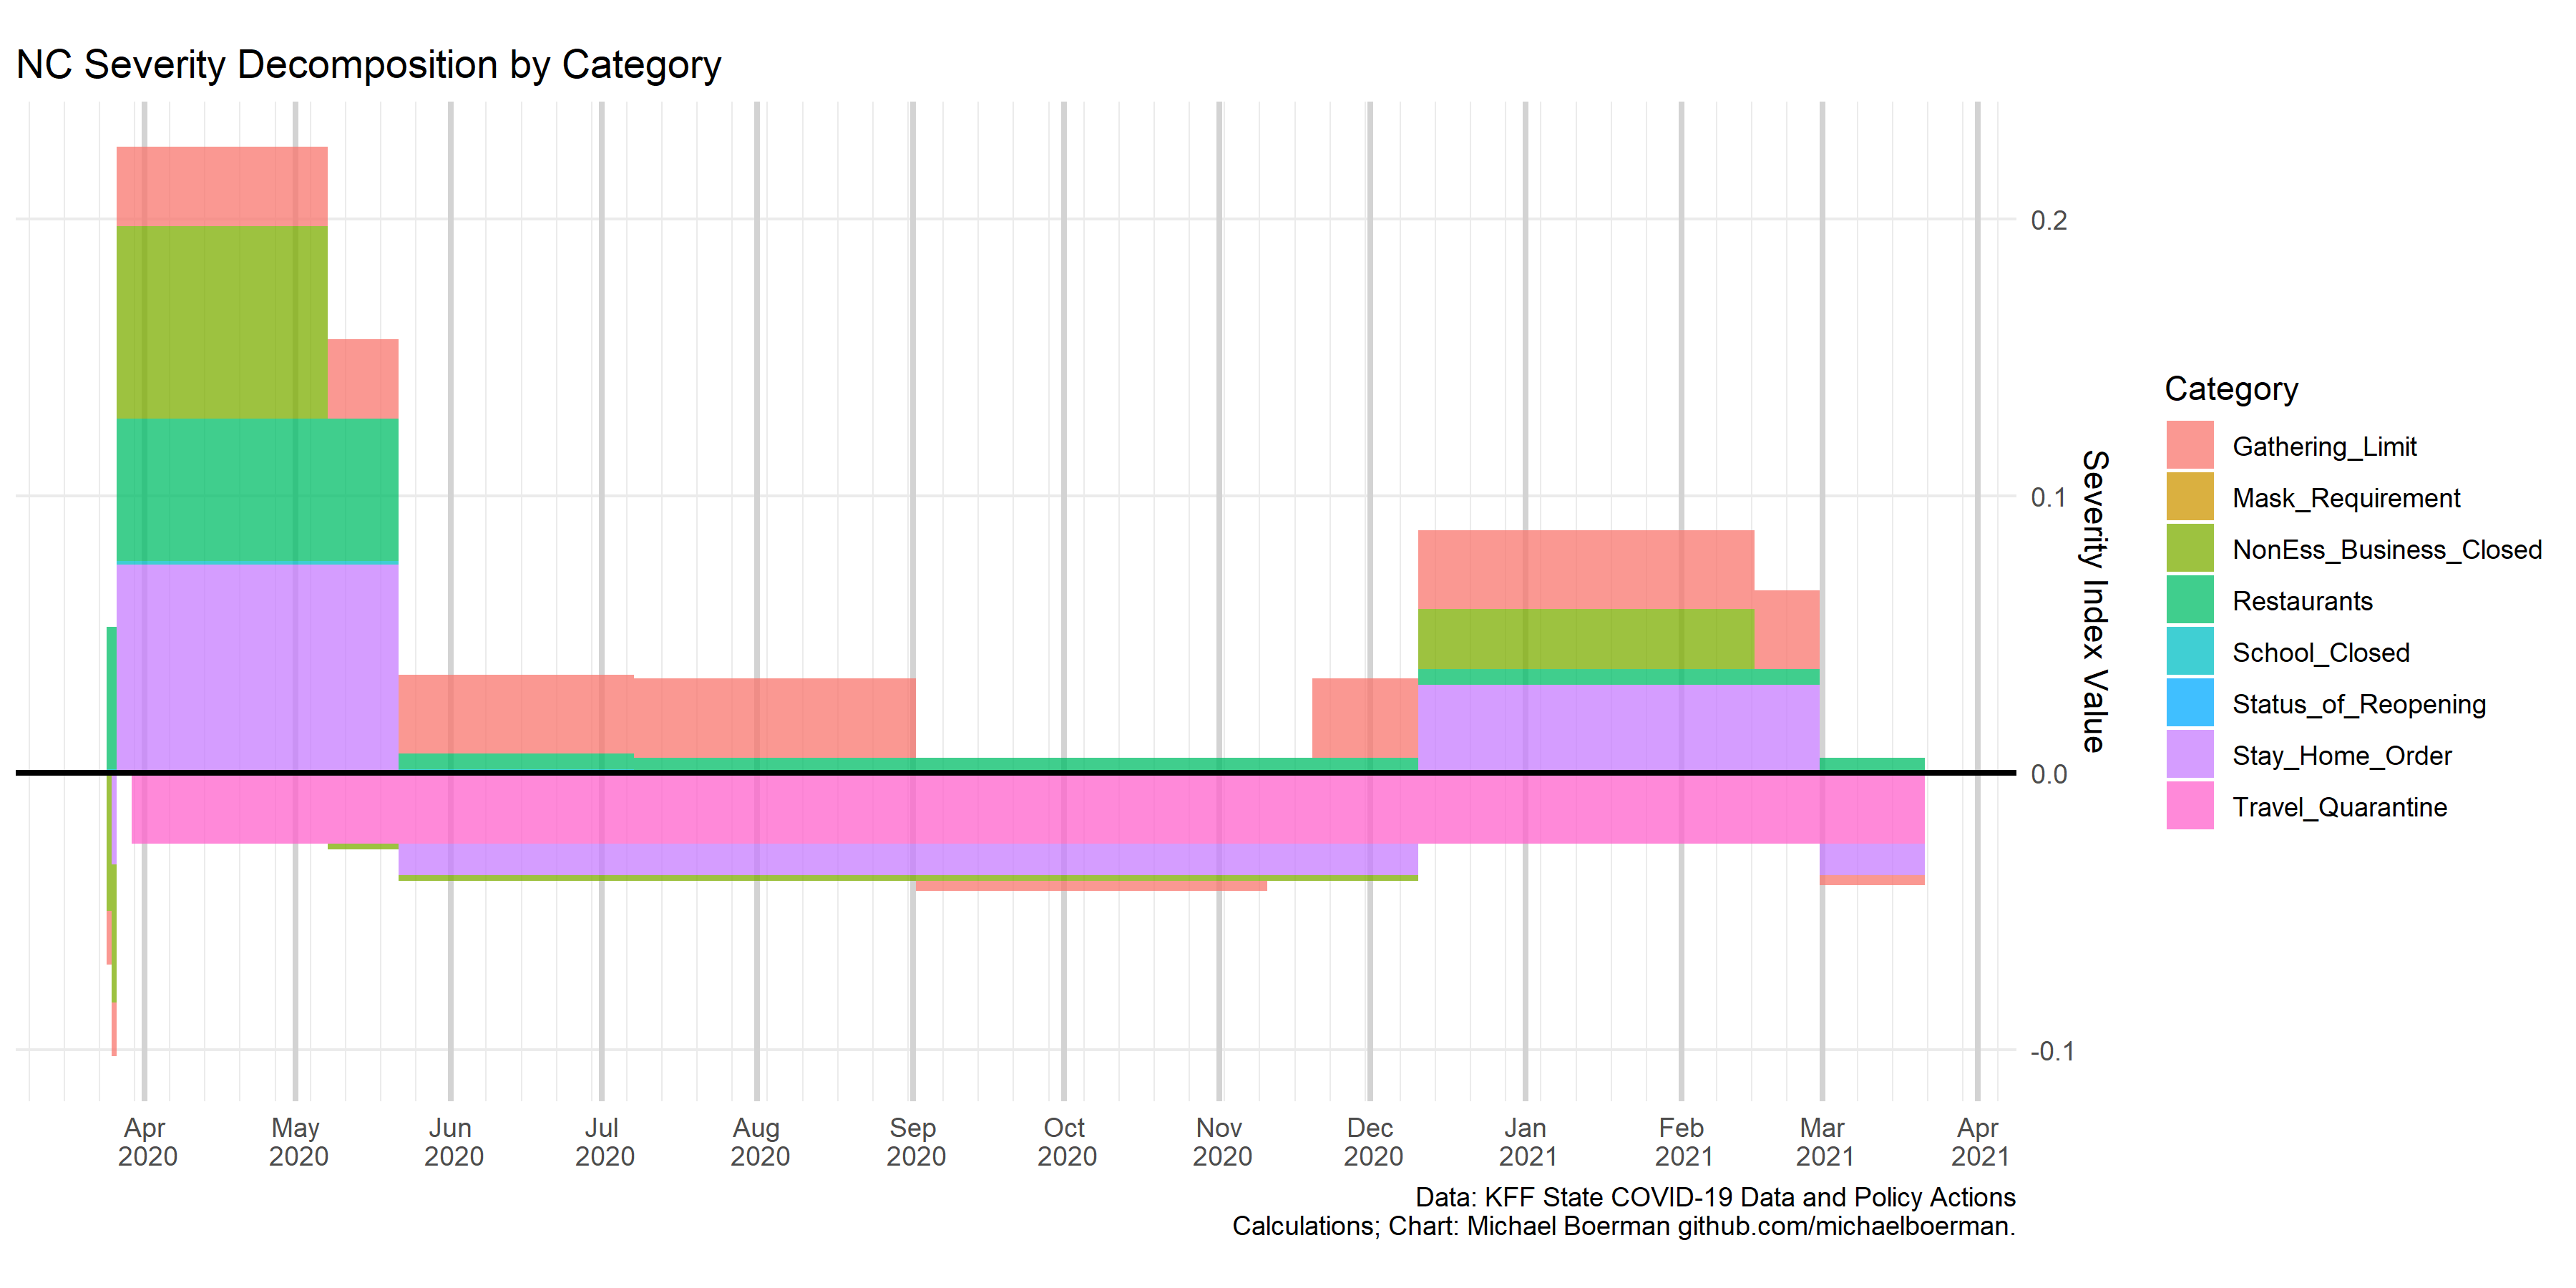 NC Severity Decomposition by Category
0.2
0.1
0.0
-0.1
Severity Index Value
Category
Gathering_Limit
Mask_Requirement
NonEss_Business_Closed
Restaurants
School_Closed
Status_of_Reopening
Stay_Home_Order
Travel_Quarantine
Apr May Jun Jul Aug Sep Oct Nov Dec Jan Feb Mar Apr
2020 2020 2020 2020 2020 2020 2020 2020 2020 2021 2021 2021 2021
Data: KFF State COVID-19 Data and Policy Actions
Calculations; Chart: Michael Boerman github.com/michaelboerman.